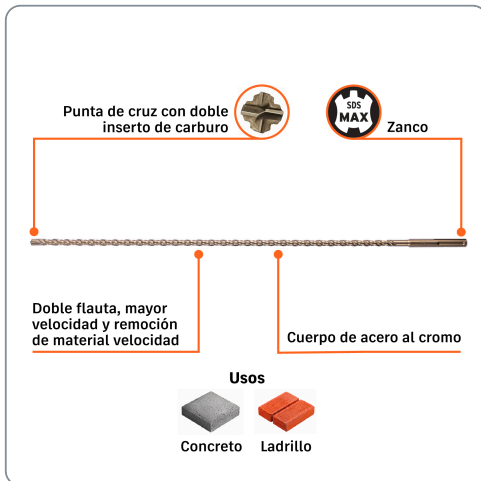 Punta de cruz con doble
inserto de carburo
SDS
MAX
Zanco
Doble flauta, mayor
velocidad y remoción
de material velocidad
Cuerpo de acero al cromo
Usos
Concreto
Ladrillo